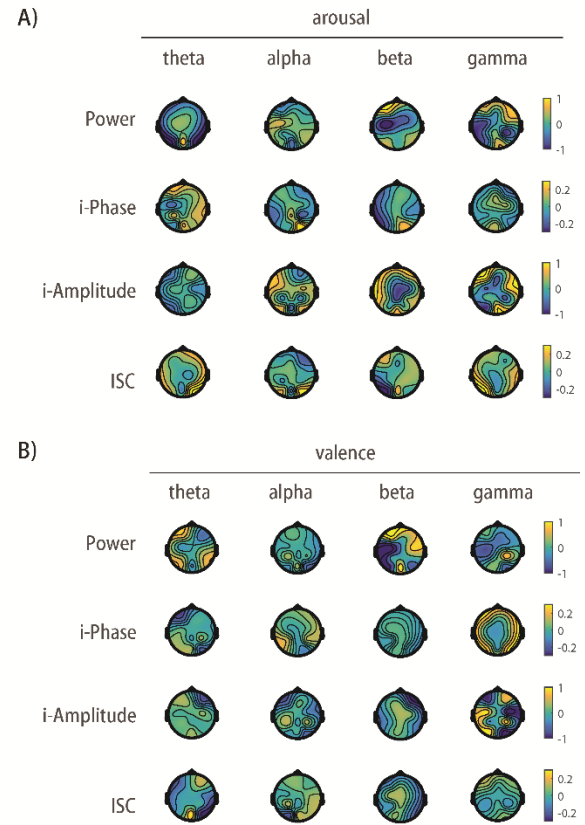 A)
arousal
theta alpha beta gamma
Power
1
0
-1
i-Phase
0.2
0
-0.2
i-Amplitude
1
0
-1
ISC
0.2
0
0.2
B)
valence
theta alpha beta gamma
Power
1
0
-1
i-Phase
0.2
0
-0.2
i-Amplitude
1
0
-1
ISC
0.2
0
-0.2